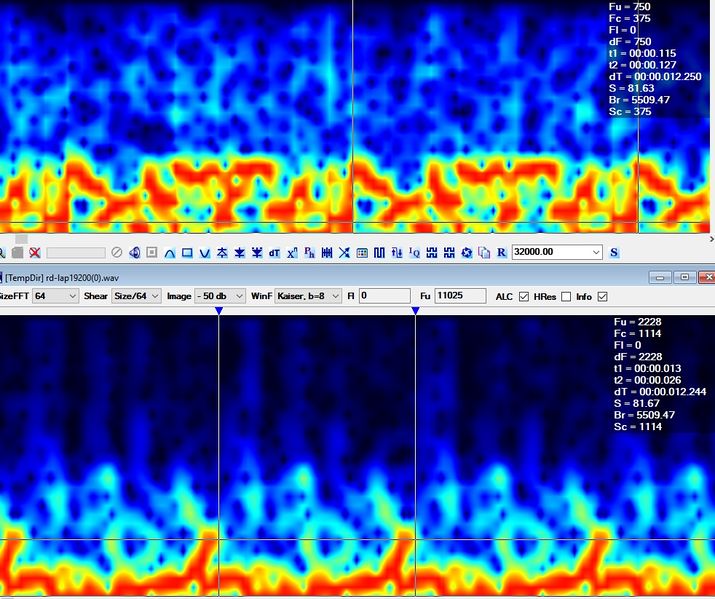 Fu = 750
Fc = 375
Fl = 0
dF = 750
t1 = 00:00.115
t2 = 00:00.127
dT = 00:00.012.250
S = 81.63
Br = 5509.47
Sc = 375
dT X² Ph I Q R 32000.00 S
[TempDir] rd-lap19200(0).wav
SizeFFT 64 Shear Size/64 Image - 50 db WinF Kaiser, b=8 Fl 0 Fu 11025 ALC HRes Info
Fu = 2228
Fc = 1114
Fl = 0
dF = 2228
t1 = 00:00.013
t2 = 00:00.026
dT = 00:00.012.244
S = 81.67
Br = 5509.47
Sc = 1114